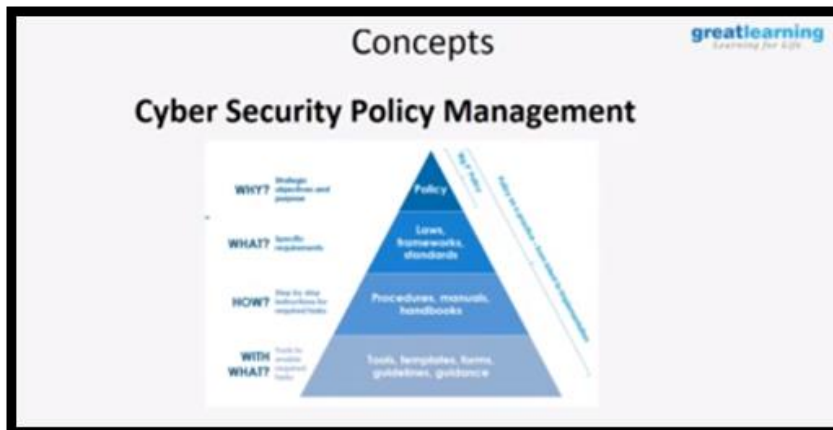 Concepts
greatlearning
Learning for Life
Cyber Security Policy Management
WHY?
Strategic
objectives and
purpose
Policy
WHAT?
Specific
requirements
Laws,
frameworks,
standards
HOW?
Step by step
instructions for
required tasks
Procedures, manuals,
handbooks
WITH
WHAT?
Tools to
enable
required
tasks
Tools, templates, forms,
guidelines, guidance
Big P Policy